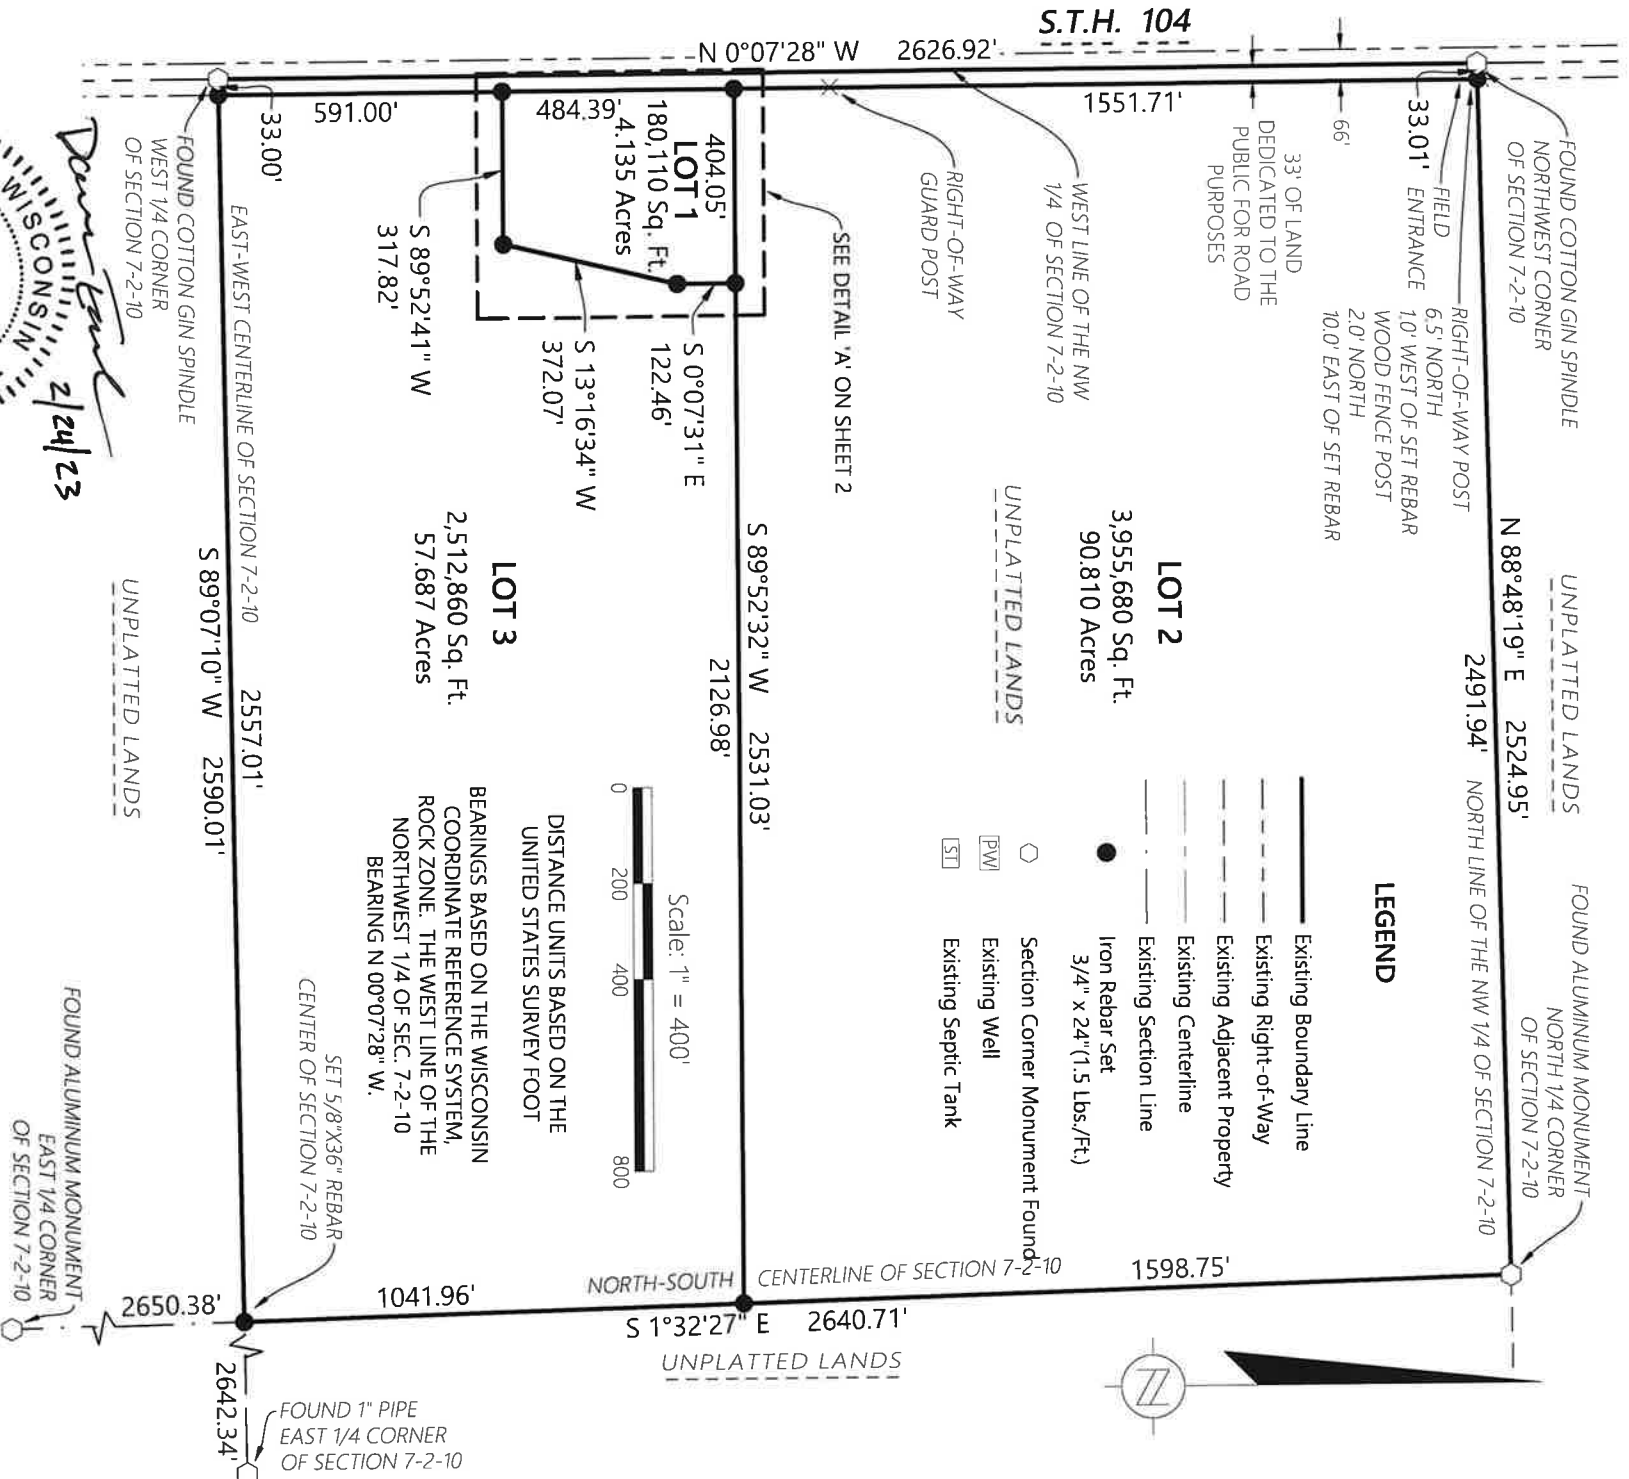 S.T.H. 104
N 0°07'28" W 2626.92'
591.00'
484.39'
1551.71'
33.00'
33.01'
66'
FOUND COTTON GIN SPINDLE
NORTHWEST CORNER
OF SECTION 7-2-10
RIGHT-OF-WAY POST
6.5' NORTH
1.0' WEST OF SET REBAR
WOOD FENCE POST
2.0' NORTH
10.0' EAST OF SET REBAR
FIELD
ENTRANCE
33' OF LAND
DEDICATED TO THE
PUBLIC FOR ROAD
PURPOSES
WEST LINE OF THE NW
1/4 OF SECTION 7-2-10
RIGHT-OF-WAY
GUARD POST
SEE DETAIL 'A' ON SHEET 2
404.05'
LOT 1
180,110 Sq. Ft.
4.135 Acres
S 0°07'31" E
122.46'
S 13°16'34" W
372.07'
S 89°52'41" W
317.82'
FOUND COTTON GIN SPINDLE
WEST 1/4 CORNER
OF SECTION 7-2-10
WISCONSIN
2/24/23
UNPLATTED LANDS
N 88°48'19" E 2524.95'
2491.94'
NORTH LINE OF THE NW 1/4 OF SECTION 7-2-10
FOUND ALUMINUM MONUMENT
NORTH 1/4 CORNER
OF SECTION 7-2-10
LOT 2
3,955,680 Sq. Ft.
90.810 Acres
UNPLATTED LANDS
LEGEND
Existing Boundary Line
Existing Right-of-Way
Existing Adjacent Property
Existing Centerline
Existing Section Line
Iron Rebar Set
3/4" x 24"(1.5 Lbs./Ft.)
Section Corner Monument Found
PW Existing Well
ST Existing Septic Tank
S 89°52'32" W 2531.03'
2126.98'
Scale: 1" = 400'
0 200 400 800
DISTANCE UNITS BASED ON THE
UNITED STATES SURVEY FOOT
BEARINGS BASED ON THE WISCONSIN
COORDINATE REFERENCE SYSTEM,
ROCK ZONE. THE WEST LINE OF THE
NORTHWEST 1/4 OF SEC. 7-2-10
BEARING N 00°07'28" W.
LOT 3
2,512,860 Sq. Ft.
57.687 Acres
EAST-WEST CENTERLINE OF SECTION 7-2-10
2557.01'
S 89°07'10" W 2590.01'
UNPLATTED LANDS
SET 5/8"X36" REBAR
CENTER OF SECTION 7-2-10
FOUND ALUMINUM MONUMENT
EAST 1/4 CORNER
OF SECTION 7-2-10
2650.38'
1041.96'
NORTH-SOUTH CENTERLINE OF SECTION 7-2-10
1598.75'
S 1°32'27" E 2640.71'
UNPLATTED LANDS
2642.34'
FOUND 1" PIPE
EAST 1/4 CORNER
OF SECTION 7-2-10
N